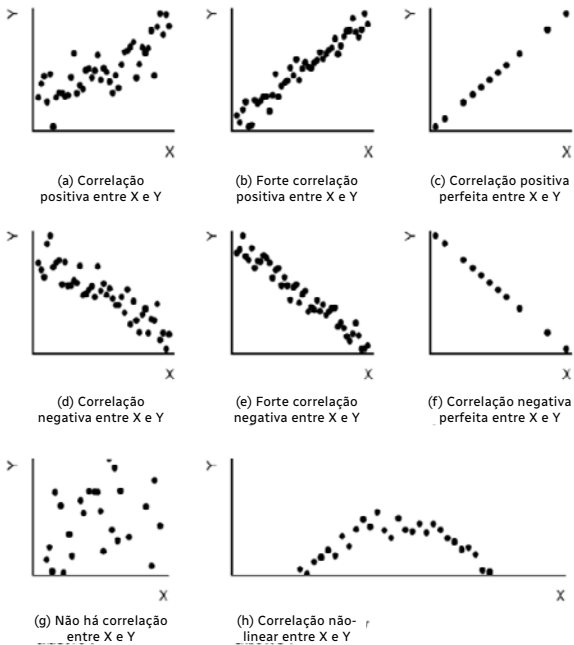 Y
Y
Y
X
X
X
(a) Correlação
positiva entre X e Y
(b) Forte correlação
positiva entre X e Y
(c) Correlação positiva
perfeita entre X e Y
Y
Y
Y
X
X
X
(d) Correlação
negativa entre X e Y
(e) Forte correlação
negativa entre X e Y
(f) Correlação negativa
perfeita entre X e Y
Y
Y
X
X
(g) Não há correlação
entre X e Y
(h) Correlação não-
linear entre X e Y